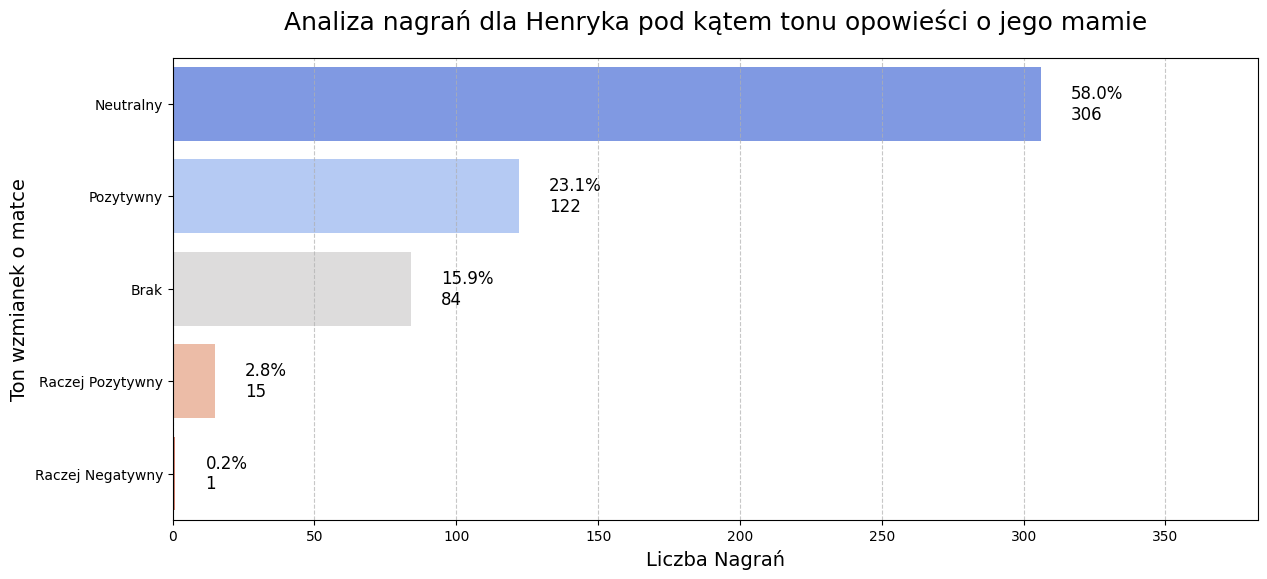 Analiza nagrań dla Henryka pod kątem tonu opowieści o jego mamie
Ton wzmianek o matce
Neutralny
58.0%
306
Pozytywny
23.1%
122
Brak
15.9%
84
Raczej Pozytywny
2.8%
15
Raczej Negatywny
0.2%
1
0 50 100 150 200 250 300 350
Liczba Nagrań